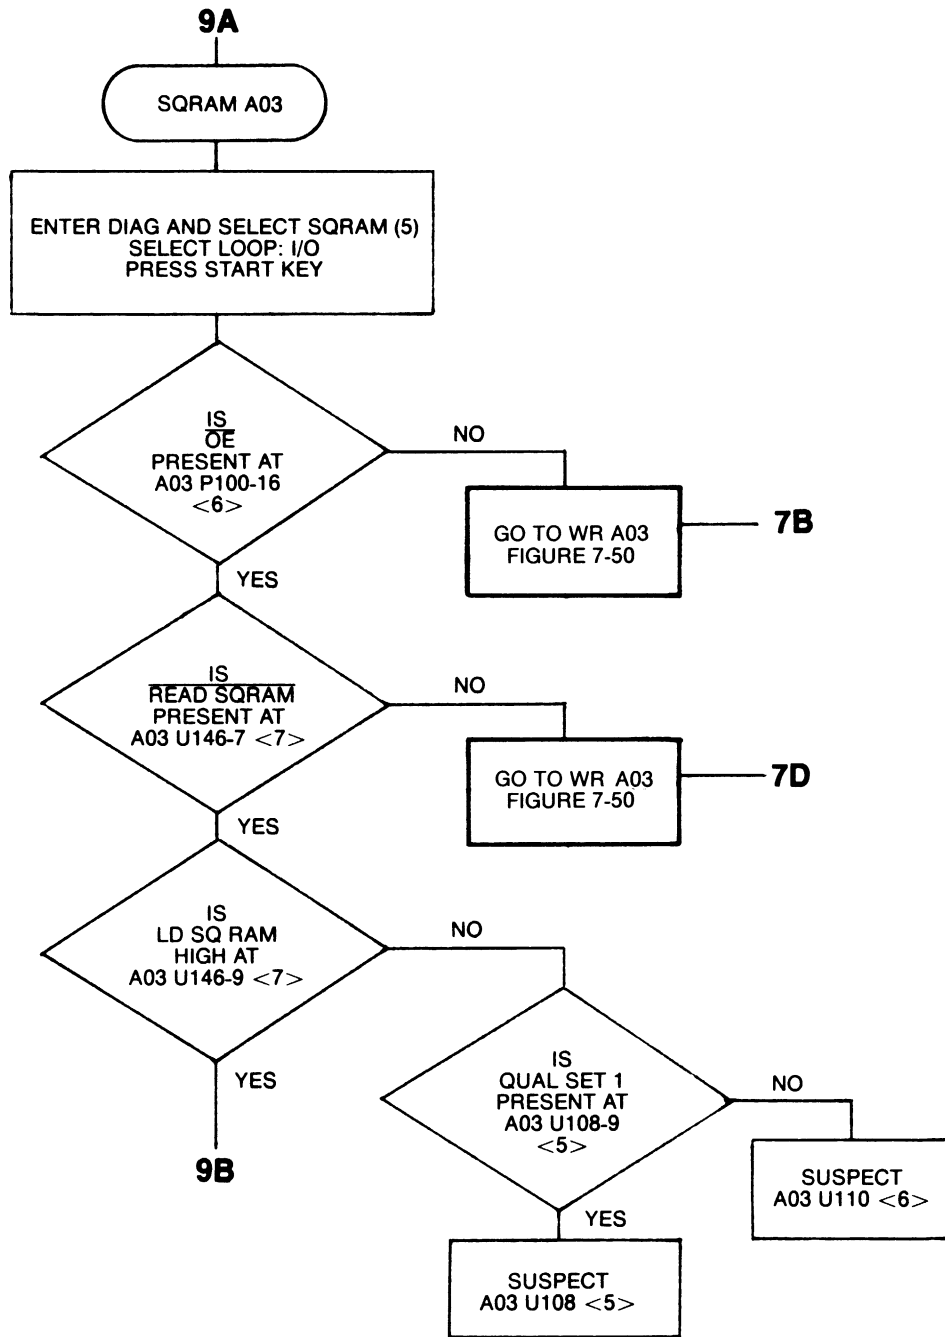 9A
SQRAM A03
ENTER DIAG AND SELECT SQRAM (5)
SELECT LOOP: I/O
PRESS START KEY
IS
OE
PRESENT AT
A03 P100-16
<6>
NO
GO TO WR A03
FIGURE 7-50
7B
YES
IS
READ SQRAM
PRESENT AT
A03 U146-7 <7>
NO
GO TO WR A03
FIGURE 7-50
7D
YES
IS
LD SQ RAM
HIGH AT
A03 U146-9 <7>
NO
YES
9B
IS
QUAL SET 1
PRESENT AT
A03 U108-9
<5>
NO
SUSPECT
A03 U110 <6>
YES
SUSPECT
A03 U108 <5>